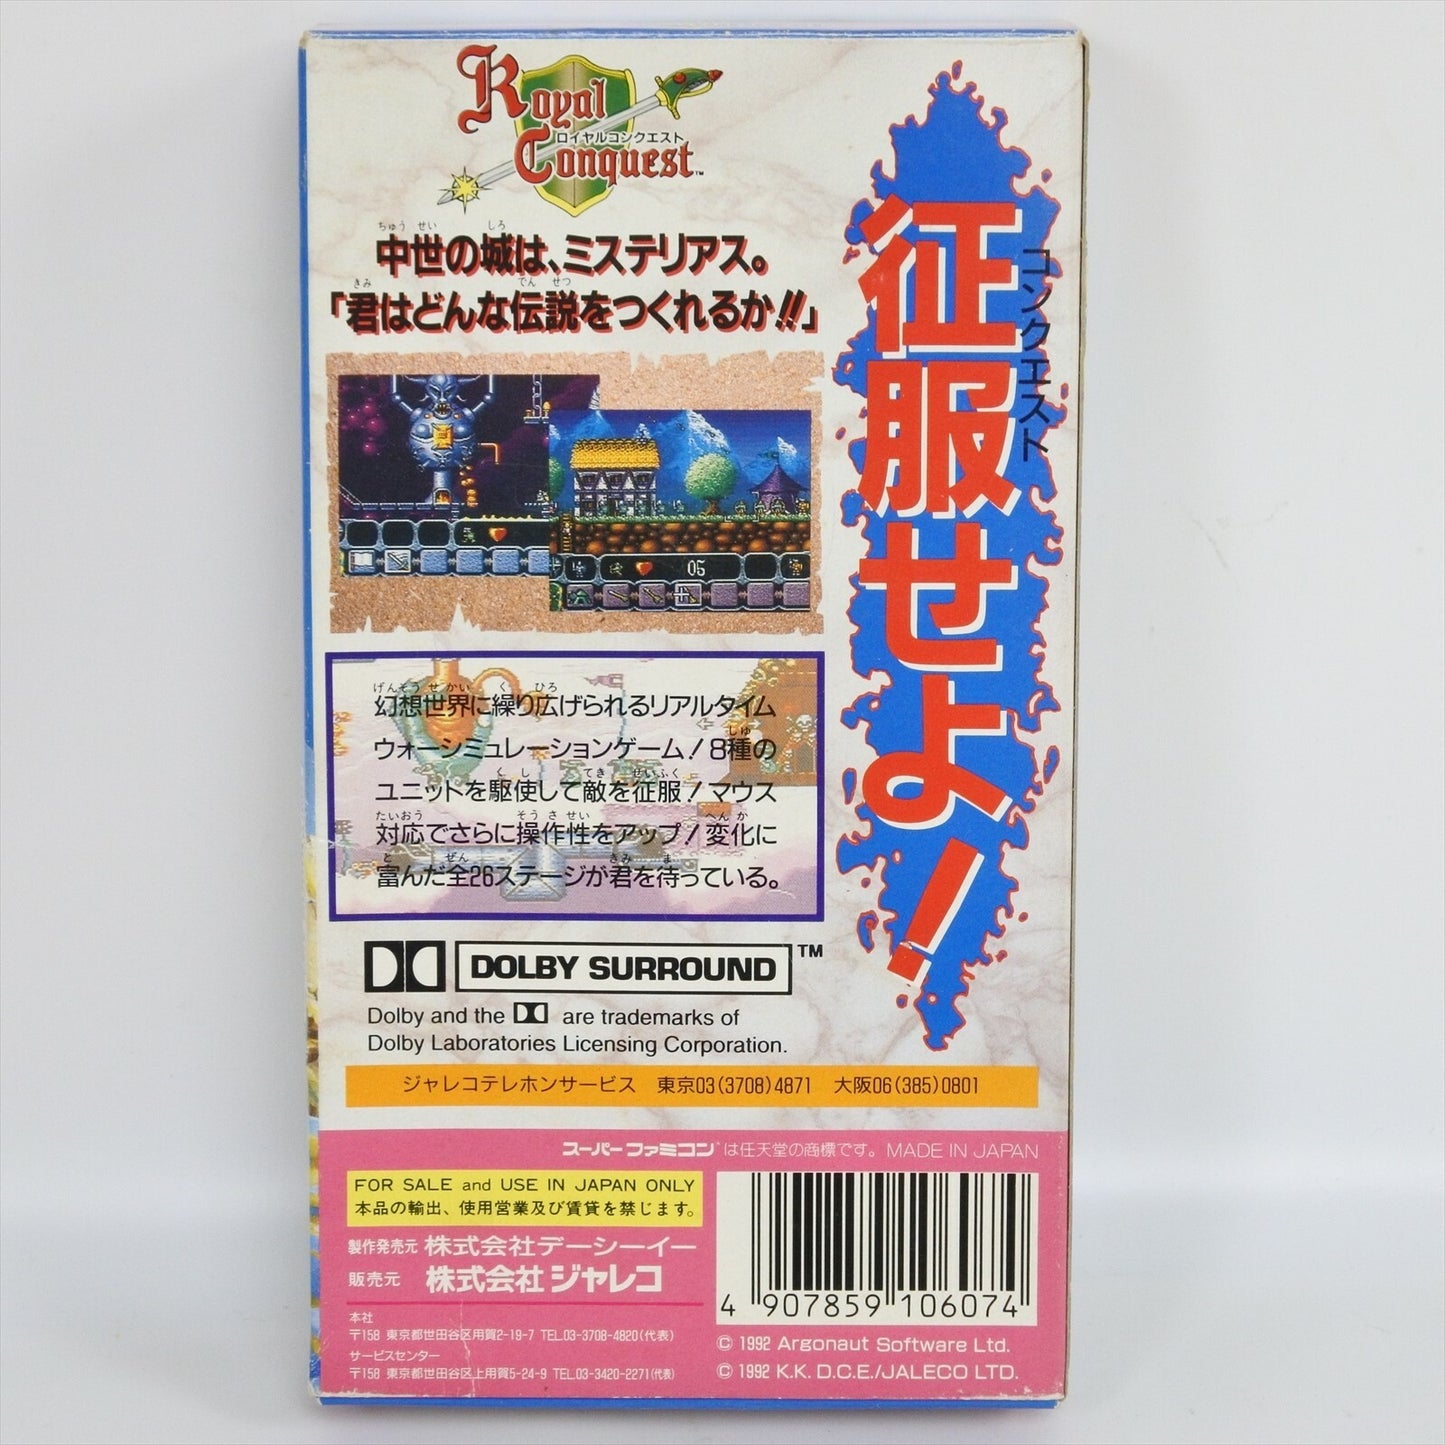 Royal
ロイヤルコンクエスト
Conquest™
中世の城は、ミステリアス。
「君はどんな伝説をつくれるか!!」
征服せよ!
コンクエスト
05
幻想世界に繰り広げられるリアルタイム
ウォーシミュレーションゲーム!8種の
ユニットを駆使して敵を征服!マウス
対応でさらに操作性をアップ!変化に
富んだ全26ステージが君を待っている。
DOLBY SURROUND™
Dolby and the are trademarks of
Dolby Laboratories Licensing Corporation.
ジャレコテレホンサービス 東京03(3708)4871 大阪06(385)0801
スーパーファミコンは任天堂の商標です。 MADE IN JAPAN
FOR SALE and USE IN JAPAN ONLY
本品の輸出、使用営業及び賃貸を禁じます。
製作発売元 株式会社デーシーイー
販売元 株式会社ジャレコ
本社
〒158 東京都世田谷区用賀2-19-7 TEL.03-3708-4820(代表)
サービスセンター
〒158 東京都世田谷区上用賀5-24-9 TEL.03-3420-2271(代表)
4 907859 106074
© 1992 Argonaut Software Ltd.
© 1992 K.K. D.C.E./JALECO LTD.